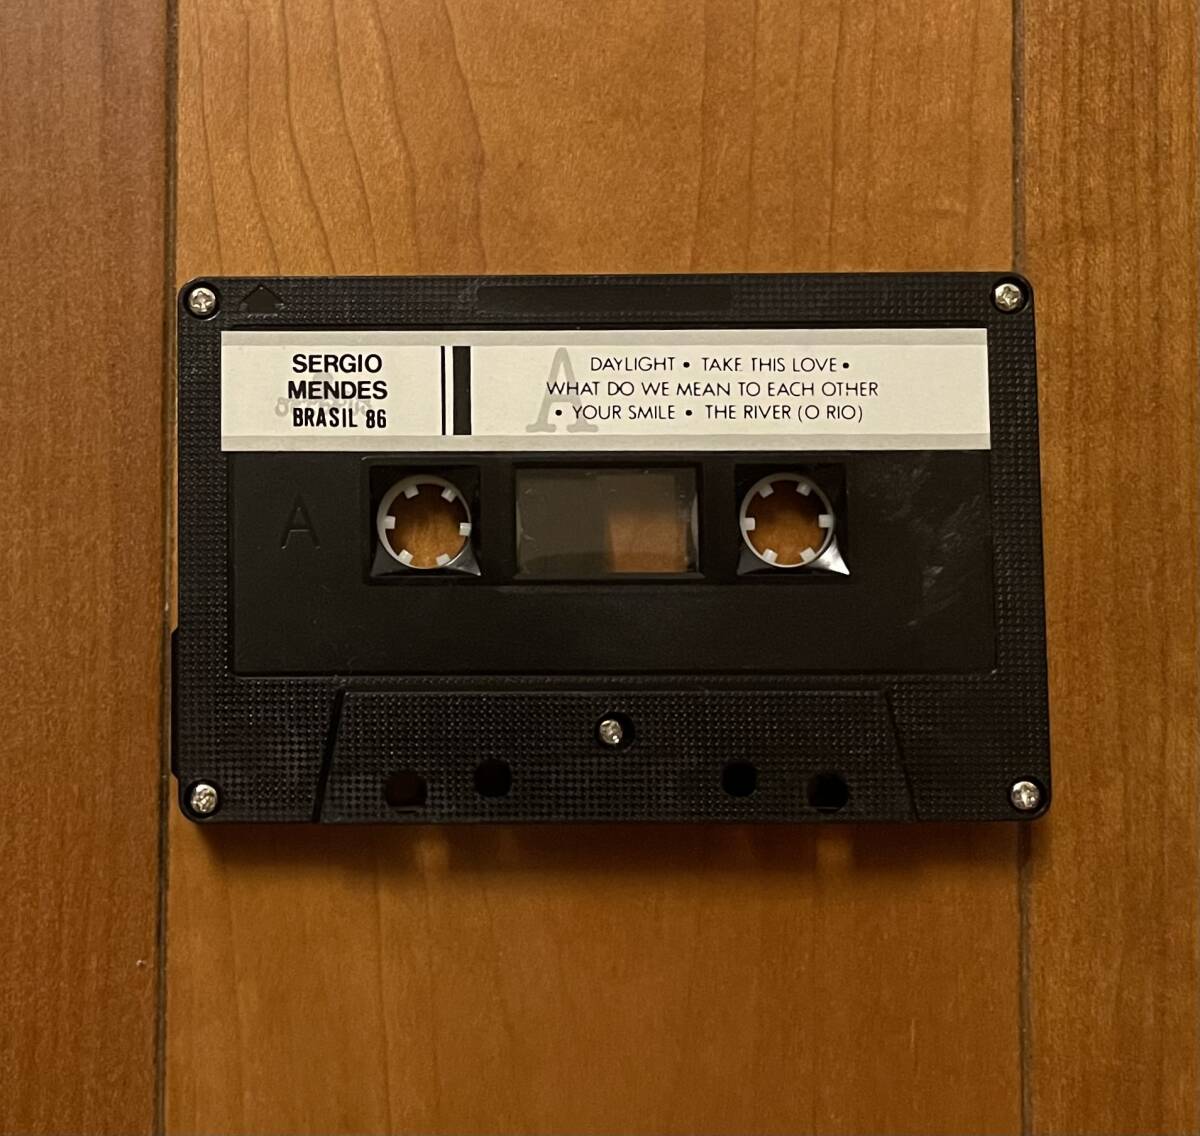 SERGIO
MENDES
BRASIL '86
A
DAYLIGHT • TAKE THIS LOVE •
WHAT DO WE MEAN TO EACH OTHER
• YOUR SMILE • THE RIVER (O RIO)
A